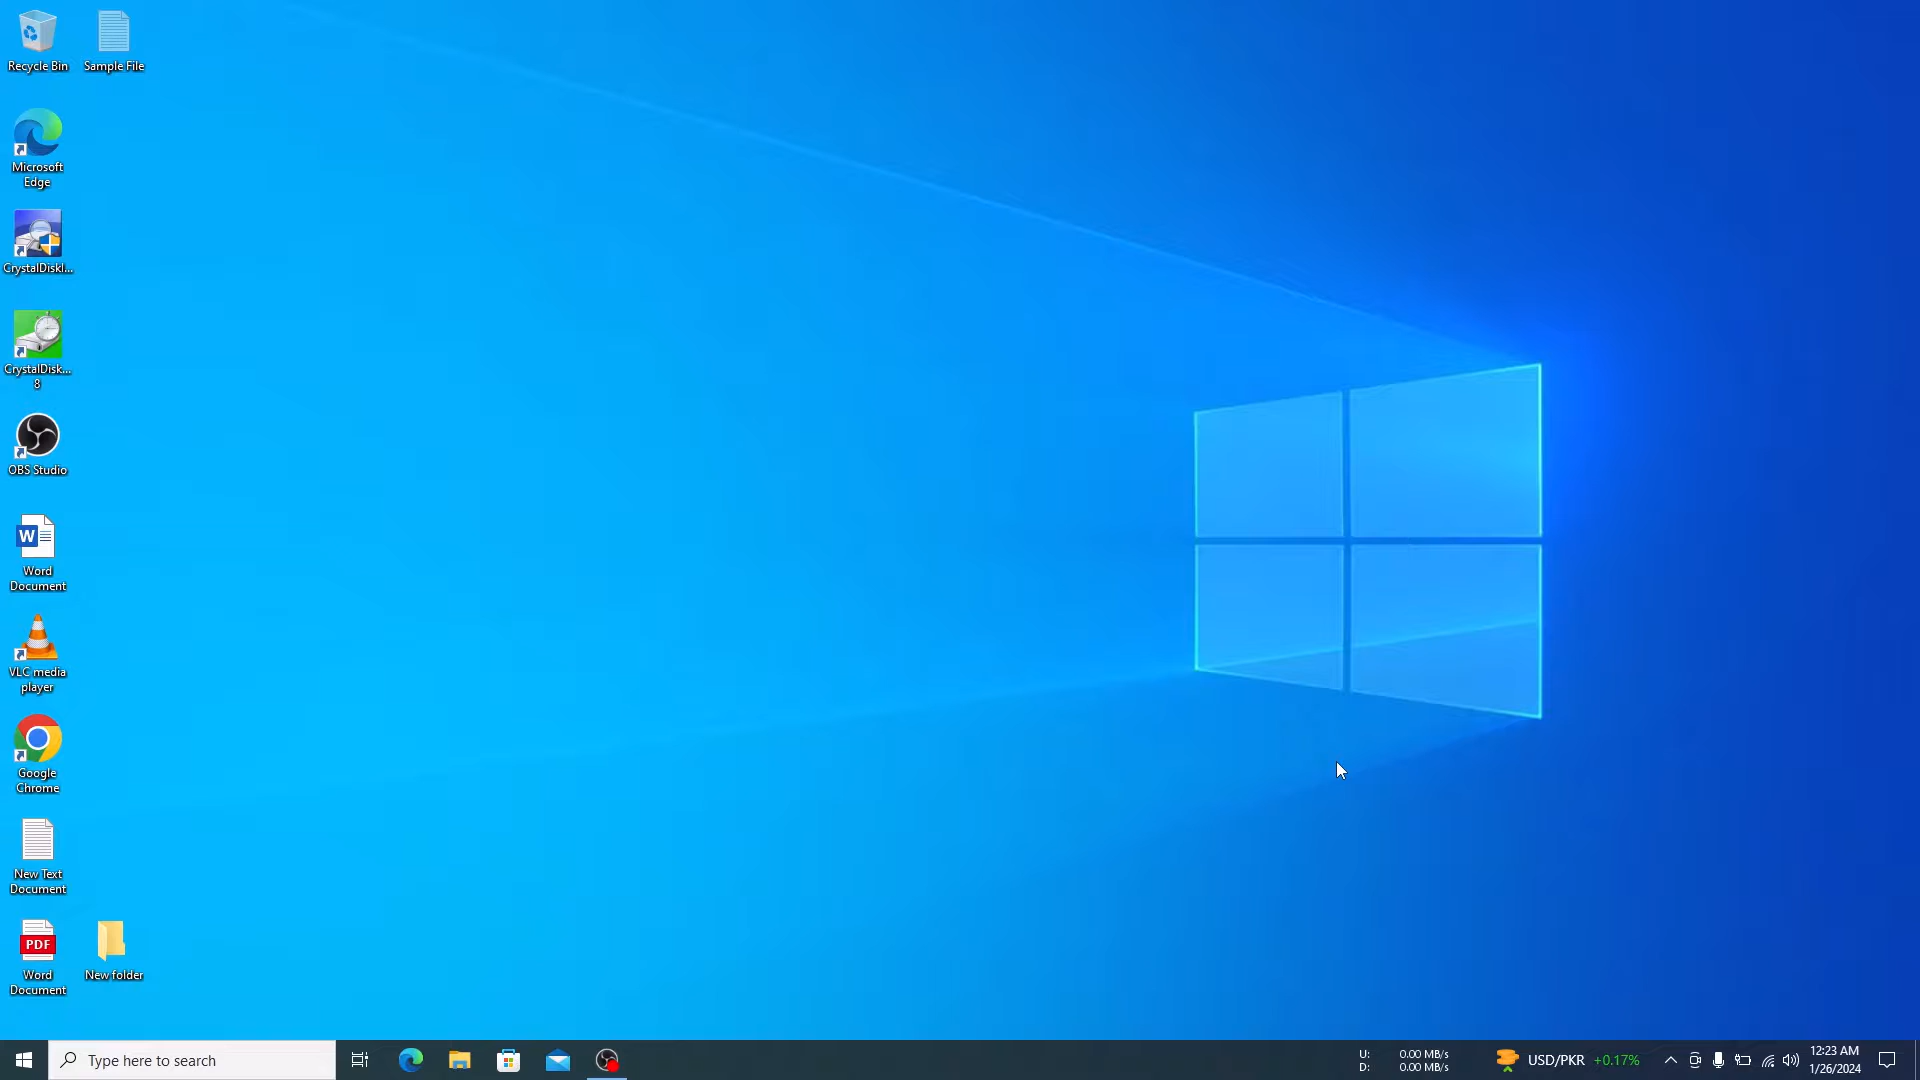 Recycle Bin
Sample File
Microsoft
Edge
CrystalDiskI...
CrystalDisk...
8
OBS Studio
W
Word
Document
VLC media
player
Google
Chrome
New Text
Document
PDF
Word
Document
New folder
Type here to search
U: 0.00 MB/s
D: 0.00 MB/s
USD/PKR +0.17%
12:23 AM
1/26/2024